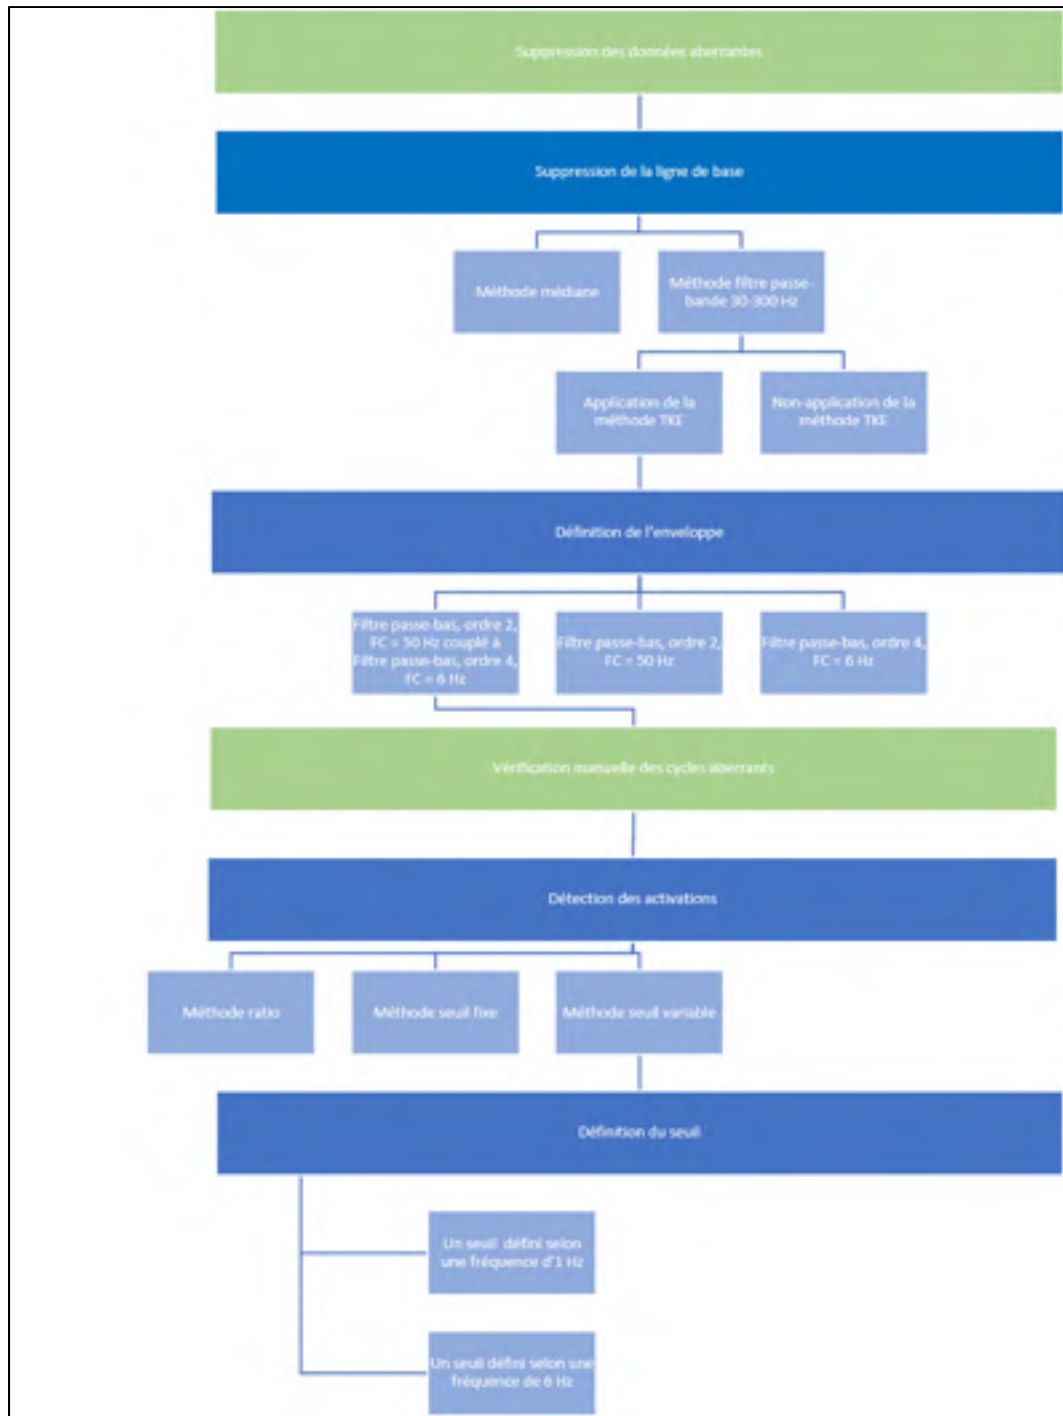 Suppression des données aberrantes
Suppression de la ligne de base
Méthode médiane
Méthode filtre passe-
bande 30-300 Hz
Application de la
méthode TKE
Non-application de la
méthode TKE
Définition de l'enveloppe
Filtre passe-bas, ordre 2,
FC = 50 Hz couplé à
Filtre passe-bas, ordre 4,
FC = 6 Hz
Filtre passe-bas, ordre 2,
FC = 50 Hz
Filtre passe-bas, ordre 4,
FC = 6 Hz
Vérification manuelle des cycles aberrants
Détection des activations
Méthode ratio
Méthode seuil fixe
Méthode seuil variable
Définition du seuil
Un seuil défini selon
une fréquence d'1 Hz
Un seuil défini selon une
fréquence de 6 Hz